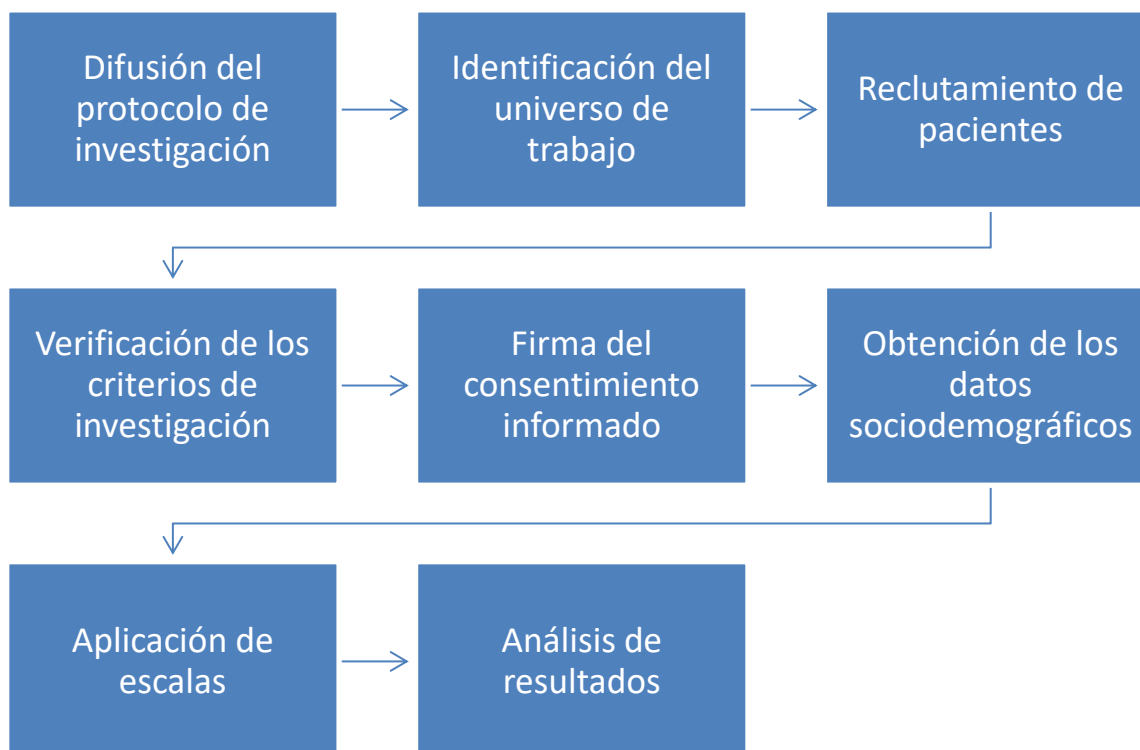 Difusión del
protocolo de
investigación
Identificación del
universo de
trabajo
Reclutamiento de
pacientes
Verificación de los
criterios de
investigación
Firma del
consentimiento
informado
Obtención de los
datos
sociodemográficos
Aplicación de
escalas
Análisis de
resultados